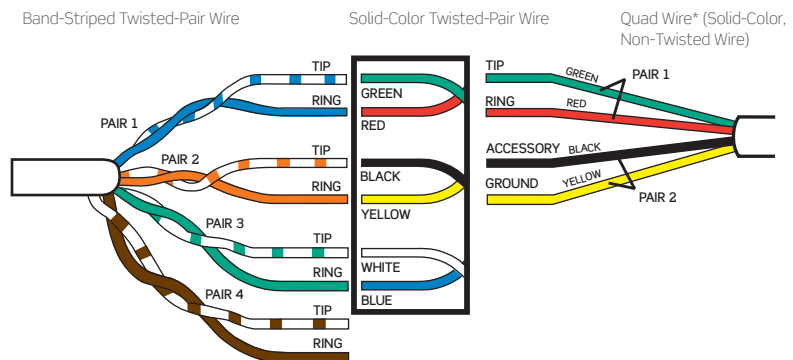 Band-Striped Twisted-Pair Wire
Solid-Color Twisted-Pair Wire
Quad Wire* (Solid-Color,
Non-Twisted Wire)
TIP
RING
PAIR 1
TIP
RING
PAIR 2
TIP
RING
PAIR 3
TIP
RING
PAIR 4
GREEN
RED
BLACK
YELLOW
WHITE
BLUE
TIP
GREEN
PAIR 1
RING
RED
ACCESSORY
BLACK
GROUND
YELLOW
PAIR 2